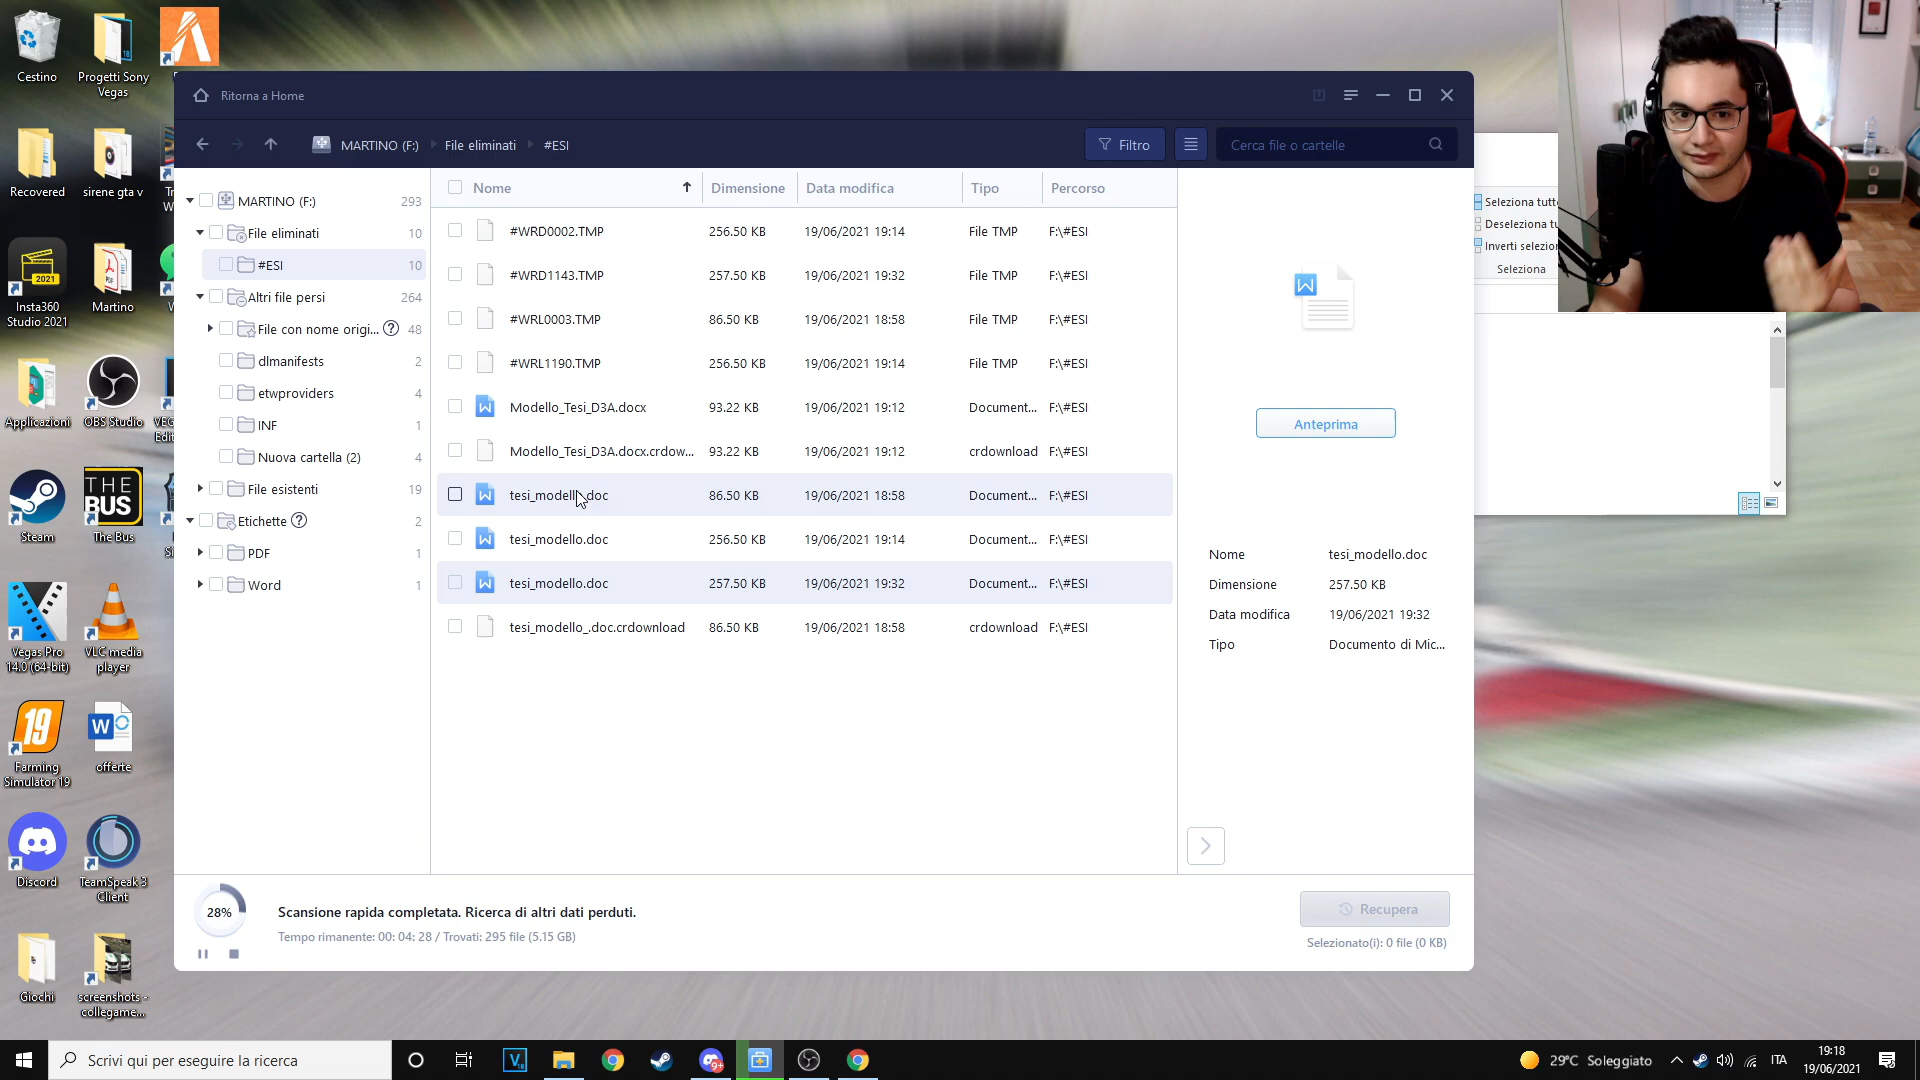 Cestino
Progetti Sony
Vegas
Recovered
sirene gta v
Insta360
Studio 2021
2021
Martino
Applicazioni
OBS Studio
Steam
THE
BUS
The Bus
Vegas Pro
14.0 (64-bit)
VLC media
player
19
Farming
Simulator 19
W
offerte
Discord
TeamSpeak 3
Client
Giochi
screenshots -
collegame...
Ritorna a Home
MARTINO (F:)
File eliminati
#ESI
Filtro
Cerca file o cartelle
MARTINO (F:) 293
File eliminati 10
#ESI 10
Altri file persi 264
File con nome origi... ? 48
dlmanifests 2
etwproviders 4
INF 1
Nuova cartella (2) 4
File esistenti 19
Etichette ? 2
PDF 1
Word 1
Nome Dimensione Data modifica Tipo Percorso
#WRD0002.TMP 256.50 KB 19/06/2021 19:14 File TMP F:\#ESI
#WRD1143.TMP 257.50 KB 19/06/2021 19:32 File TMP F:\#ESI
#WRL0003.TMP 86.50 KB 19/06/2021 18:58 File TMP F:\#ESI
#WRL1190.TMP 256.50 KB 19/06/2021 19:14 File TMP F:\#ESI
Modello_Tesi_D3A.docx 93.22 KB 19/06/2021 19:12 Document... F:\#ESI
Modello_Tesi_D3A.docx.crdow... 93.22 KB 19/06/2021 19:12 crdownload F:\#ESI
tesi_modello.doc 86.50 KB 19/06/2021 18:58 Document... F:\#ESI
tesi_modello.doc 256.50 KB 19/06/2021 19:14 Document... F:\#ESI
tesi_modello.doc 257.50 KB 19/06/2021 19:32 Document... F:\#ESI
tesi_modello_.doc.crdownload 86.50 KB 19/06/2021 18:58 crdownload F:\#ESI
Anteprima
Nome tesi_modello.doc
Dimensione 257.50 KB
Data modifica 19/06/2021 19:32
Tipo Documento di Mic...
28%
Scansione rapida completata. Ricerca di altri dati perduti.
Tempo rimanente: 00: 04: 28 / Trovati: 295 file (5.15 GB)
Recupera
Selezionato(i): 0 file (0 KB)
Seleziona tutt
Deseleziona tu
Inverti selezion
Seleziona
Scrivi qui per eseguire la ricerca
9+
29°C Soleggiato
ITA
19:18
19/06/2021